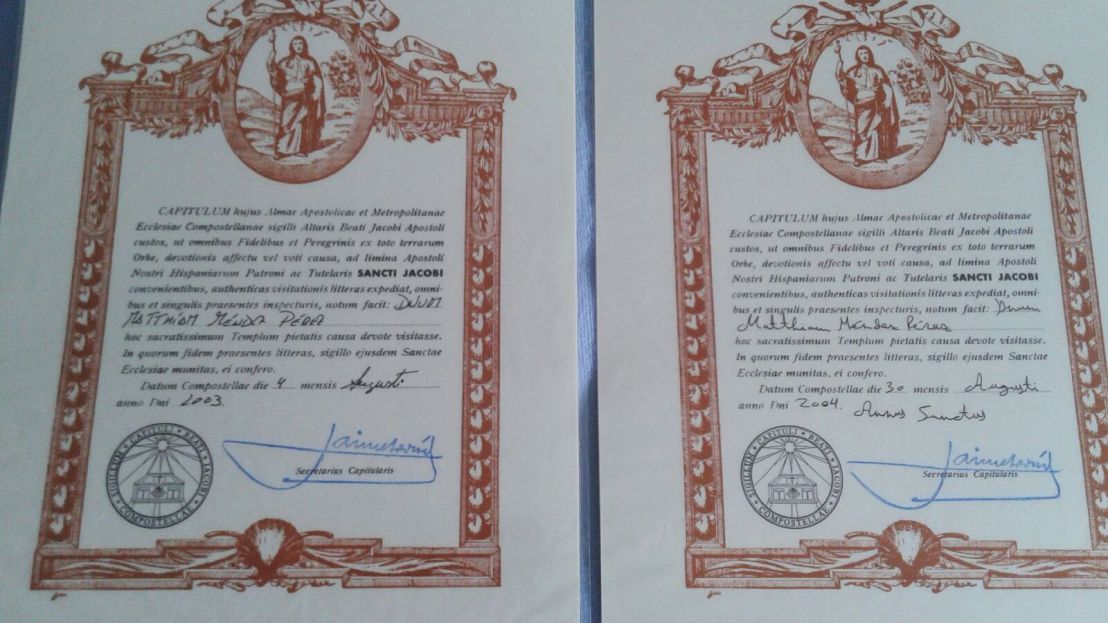 CAPITULUM hujus Almae Apostolicae et Metropolitanae
Ecclesiae Compostellanae sigilli Altaris Beati Jacobi Apostoli
custos, ut omnibus Fidelibus et Peregrinis ex toto terrarum
Orbe, devotionis affectu vel voti causa, ad limina Apostoli
Nostri Hispaniarum Patroni ac Tutelaris SANCTI JACOBI
convenientibus, authenticas visitationis litteras expediat, omni-
bus et singulis praesentes inspecturis, notum facit: DNUM
MATTHIAM MÉNDEZ PÉREZ
hoc sacratissimum Templum pietatis causa devote visitasse.
In quorum fidem praesentes litteras, sigillo ejusdem Sanctae
Ecclesiae munitas, ei confero.
Datum Compostellae die 4 mensis Augusti
anno Dni 2003.
SIGILLUM CAPITULI BEATI JACOBI COMPOSTELLAE
Secretarius Capitularis
CAPITULUM hujus Almae Apostolicae et Metropolitanae
Ecclesiae Compostellanae sigilli Altaris Beati Jacobi Apostoli
custos, ut omnibus Fidelibus et Peregrinis ex toto terrarum
Orbe, devotionis affectu vel voti causa, ad limina Apostoli
Nostri Hispaniarum Patroni ac Tutelaris SANCTI JACOBI
convenientibus, authenticas visitationis litteras expediat, omni-
bus et singulis praesentes inspecturis, notum facit: Dnum
Matthiam Méndez Pérez
hoc sacratissimum Templum pietatis causa devote visitasse.
In quorum fidem praesentes litteras, sigillo ejusdem Sanctae
Ecclesiae munitas, ei confero.
Datum Compostellae die 30 mensis Augusti
anno Dni 2004. Annus Sanctus
SIGILLUM CAPITULI BEATI JACOBI COMPOSTELLAE
Secretarius Capitularis